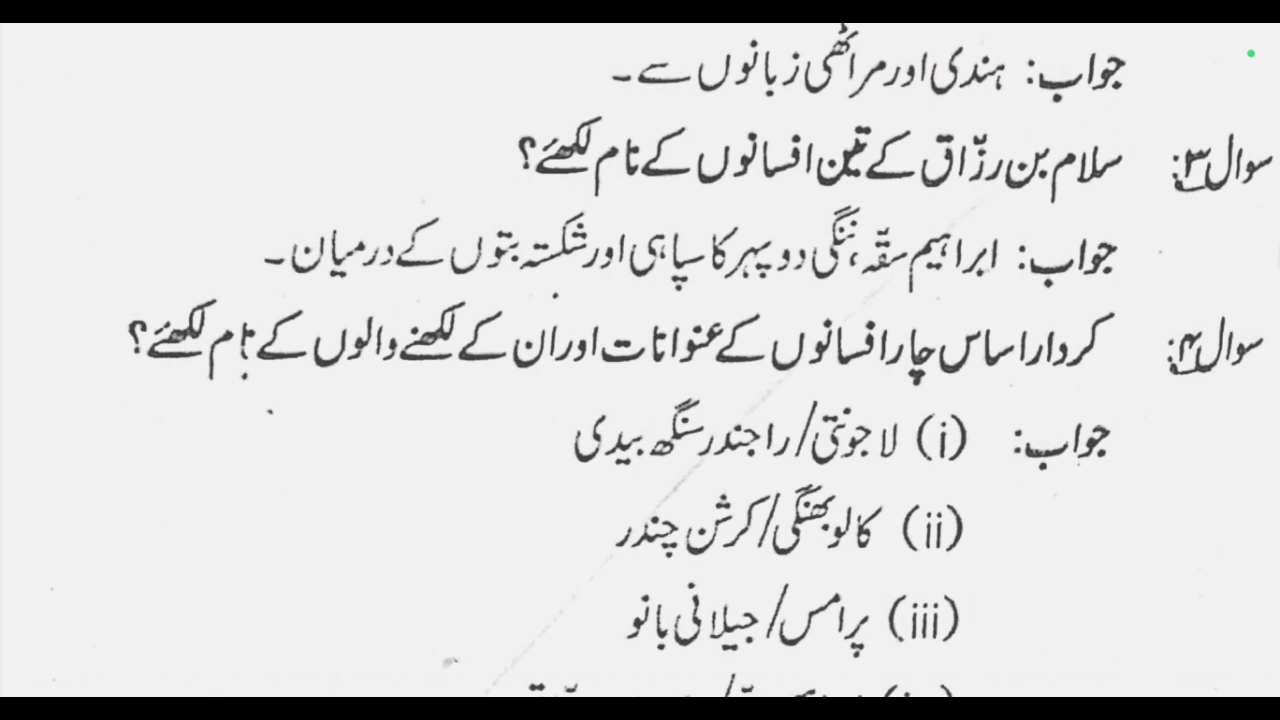 جواب: ہندی اور مراٹھی زبانوں سے۔
سوال ۳: سلام بن رزّاق کے تین افسانوں کے نام لکھئے؟
جواب: ابراہیم سقّہ، ننگی دوپہر کا سپاہی اور شکستہ بتوں کے درمیان۔
سوال ۴: کردار اساس چار افسانوں کے عنوانات اور ان کے لکھنے والوں کے نام لکھئے؟
جواب: (i) لاجونتی/راجندر سنگھ بیدی
(ii) کالو بھنگی/کرشن چندر
(iii) پرامس/جیلانی بانو